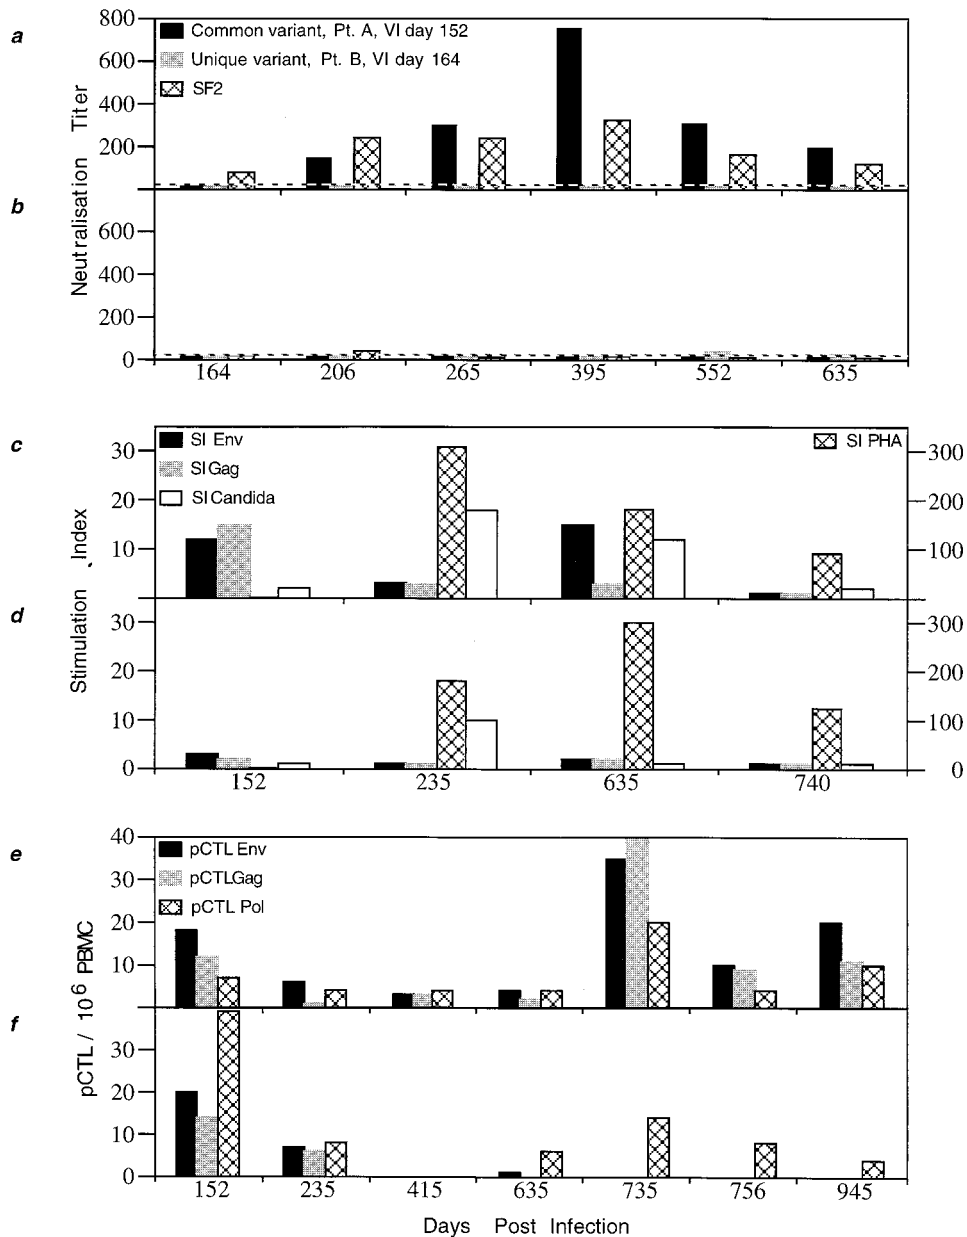 a
800
600
400
200
Neutralisation Titer
Common variant, Pt. A, VI day 152
Unique variant, Pt. B, VI day 164
SF2
b
600
400
200
0
164 206 265 395 552 635
c
30
20
10
Stimulation Index
SI Env
SI Gag
SI Candida
SI PHA
300
200
100
d
30
20
10
0
300
200
100
0
152 235 635 740
e
40
30
20
10
pCTL / 10^6 PBMC
pCTL Env
pCTLGag
pCTL Pol
f
30
20
10
0
152 235 415 635 735 756 945
Days Post Infection